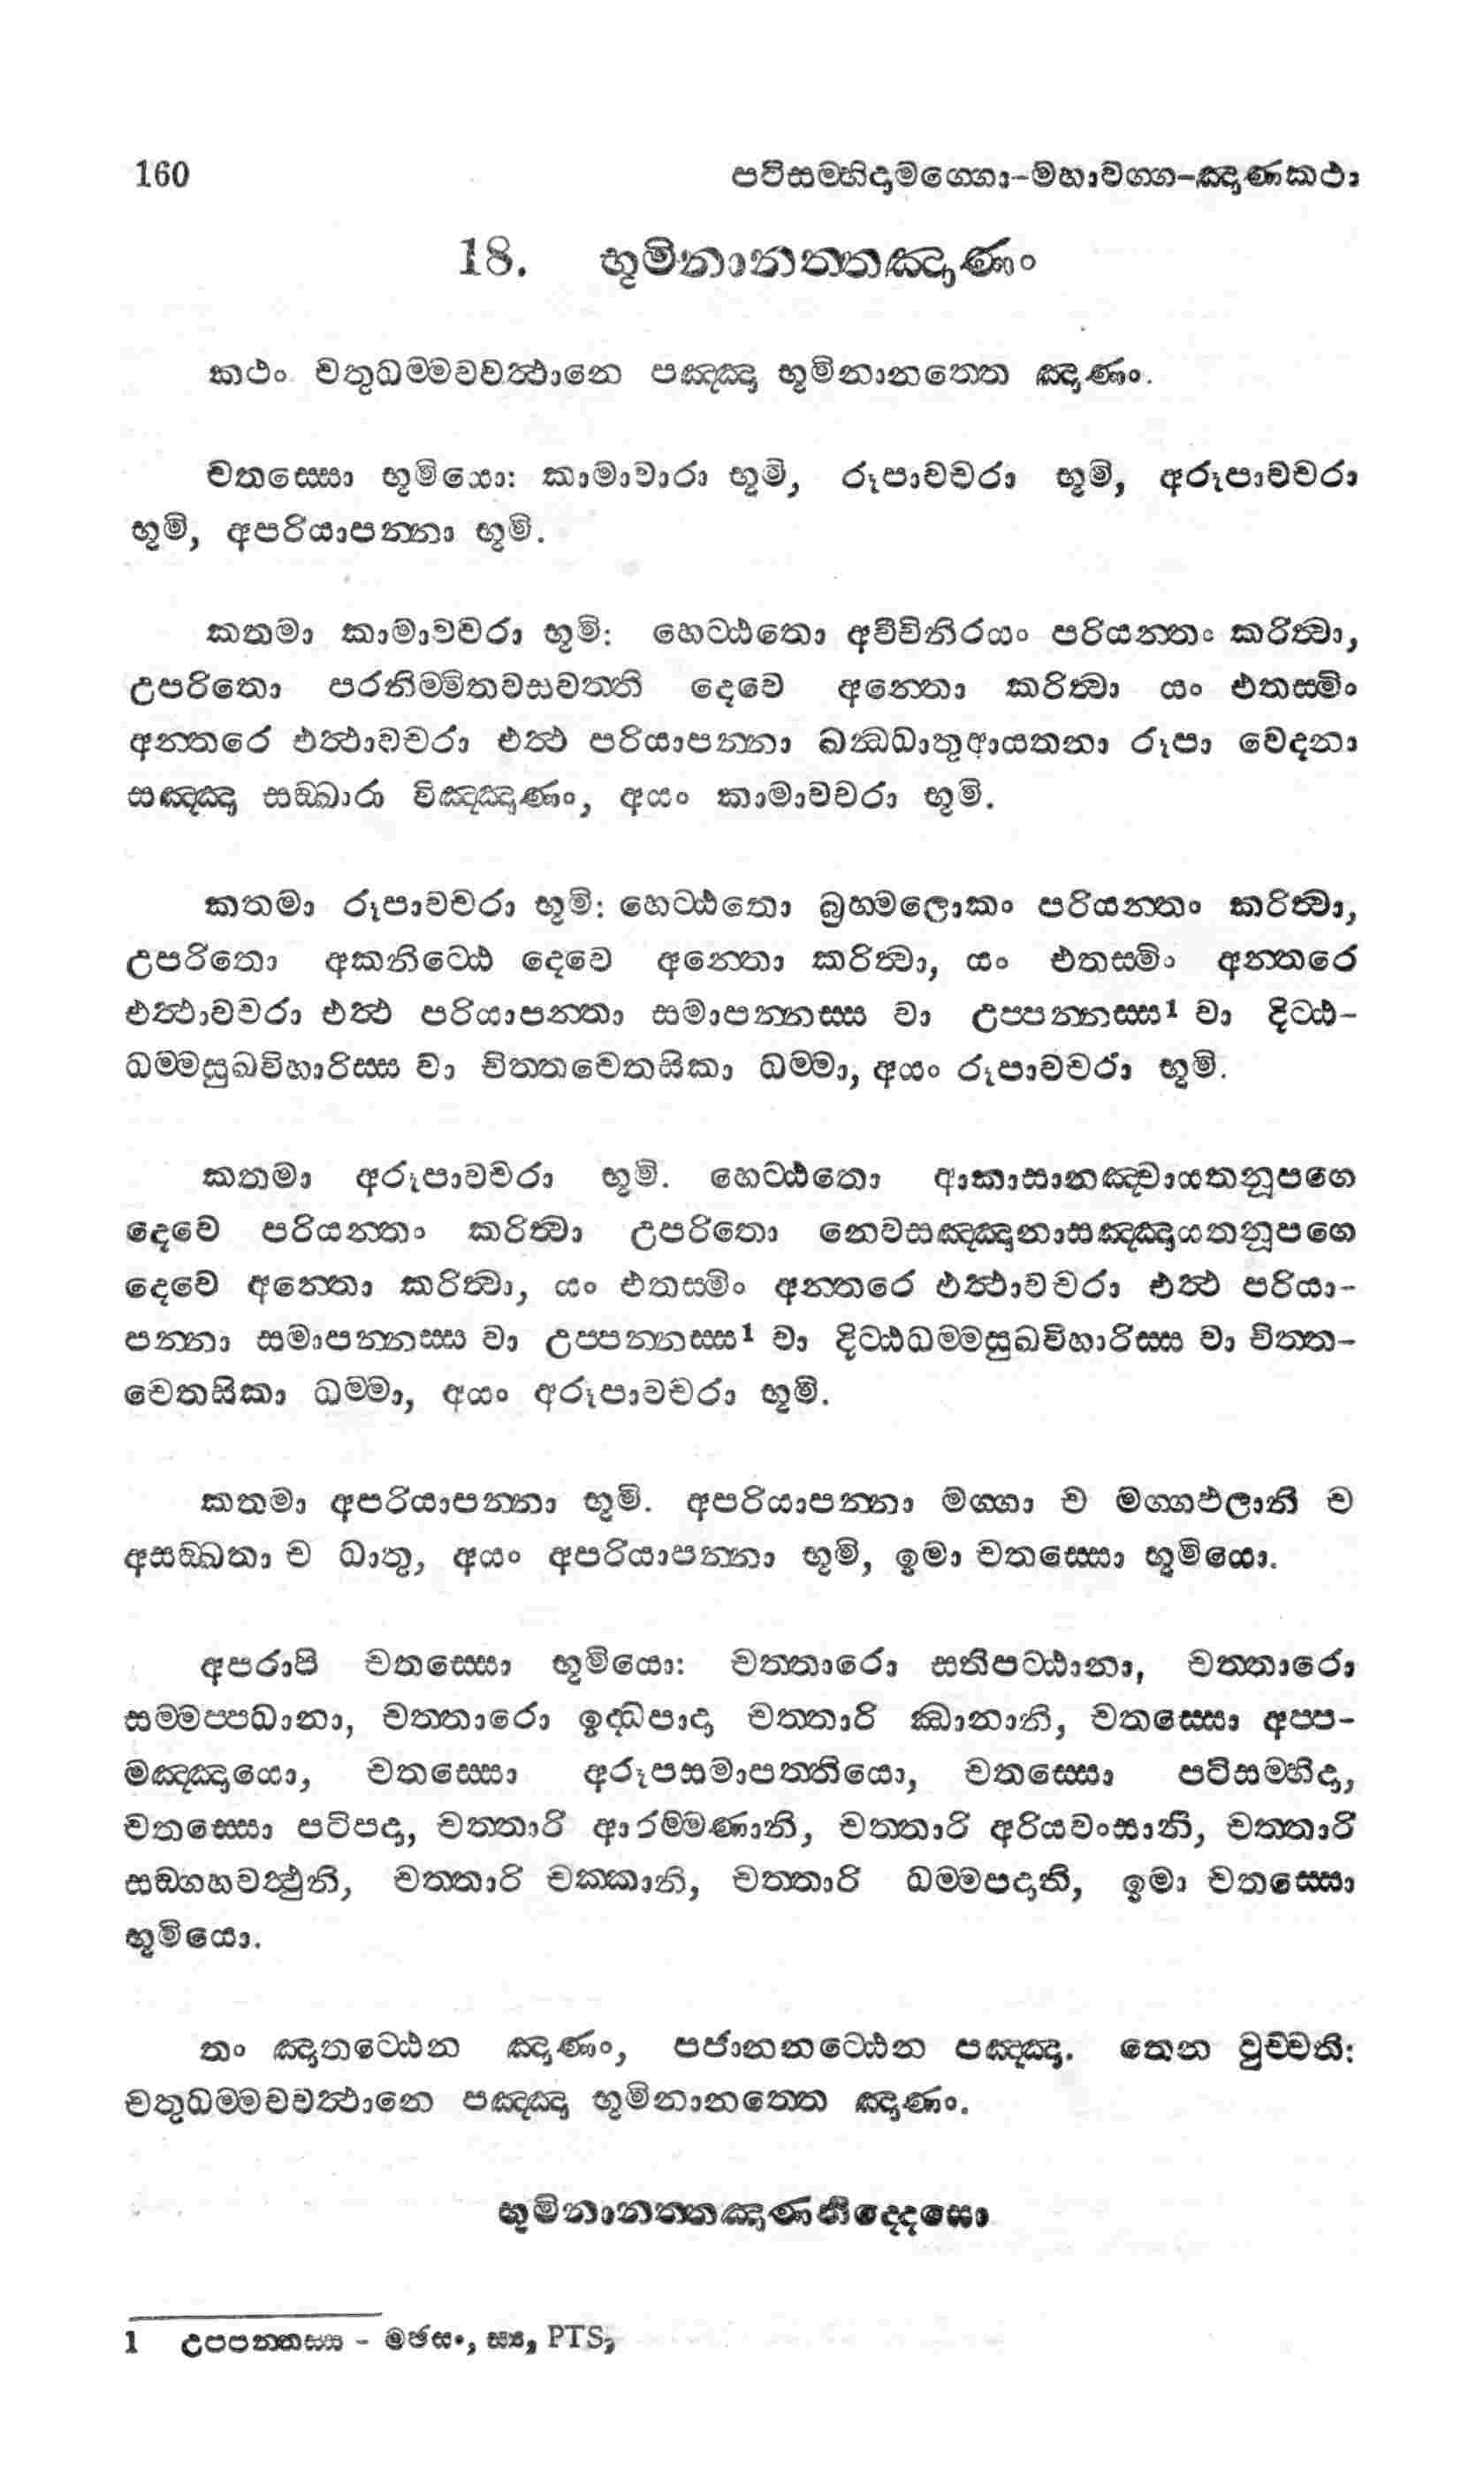 160 පටිසම්භිදාමග්ගො-මහාවග්ග-ඤාණකථා
18. භූමිනානත්තඤාණං
කථං චතුධම්මවවත්ථානෙ පඤ්ඤා භූමිනානත්තෙ ඤාණං.
චතස්සො භූමියො: කාමාවාරා භූමි, රූපාවචරා භූමි, අරූපාවචරා
භූමි, අපරියාපන්නා භූමි.
කතමා කාමාවචරා භූමි: හෙට්ඨතො අවීචිනිරයං පරියන්තං කරිත්වා,
උපරිතො පරනිම්මිතවසවත්ති දෙවෙ අන්තො කරිත්වා යං එතස්මිං
අන්තරෙ එත්ථාවචරා එත්ථ පරියාපන්නා ඛන්ධධාතුආයතනා රූපා වෙදනා
සඤ්ඤා සඞ්ඛාරා විඤ්ඤාණං, අයං කාමාවචරා භූමි.
කතමා රූපාවචරා භූමි: හෙට්ඨතො බ්‍රහ්මලොකං පරියන්තං කරිත්වා,
උපරිතො අකනිට්ඨෙ දෙවෙ අන්තො කරිත්වා, යං එතස්මිං අන්තරෙ
එත්ථාවචරා එත්ථ පරියාපන්නා සමාපන්නස්ස වා උප්පන්නස්ස1 වා දිට්ඨ-
ධම්මසුඛවිහාරිස්ස වා චිත්තචෙතසිකා ධම්මා, අයං රූපාවචරා භූමි.
කතමා අරූපාවචරා භූමි. හෙට්ඨතො ආකාසානඤ්චායතනූපගෙ
දෙවෙ පරියන්තං කරිත්වා උපරිතො නෙවසඤ්ඤානාසඤ්ඤායතනූපගෙ
දෙවෙ අන්තො කරිත්වා, යං එතස්මිං අන්තරෙ එත්ථාවචරා එත්ථ පරියා-
පන්නා සමාපන්නස්ස වා උප්පන්නස්ස1 වා දිට්ඨධම්මසුඛවිහාරිස්ස වා චිත්ත-
චෙතසිකා ධම්මා, අයං අරූපාවචරා භූමි.
කතමා අපරියාපන්නා භූමි. අපරියාපන්නා මග්ගා ච මග්ගඵලානි ච
අසඞ්ඛතා ච ධාතු, අයං අපරියාපන්නා භූමි, ඉමා චතස්සො භූමියො.
අපරාපි චතස්සො භූමියො: චත්තාරො සතිපට්ඨානා, චත්තාරො
සම්මප්පධානා, චත්තාරො ඉද්ධිපාදා චත්තාරි ඣානානි, චතස්සො අප්ප-
මඤ්ඤායො, චතස්සො අරූපසමාපත්තියො, චතස්සො පටිසම්භිදා,
චතස්සො පටිපදා, චත්තාරි ආරම්මණානි, චත්තාරි අරියවංසානි, චත්තාරි
සඞ්ගහවත්ථුනි, චත්තාරි චක්කානි, චත්තාරි ධම්මපදානි, ඉමා චතස්සො
භූමියො.
තං ඤාතට්ඨෙන ඤාණං, පජානනට්ඨෙන පඤ්ඤා. තෙන වුච්චති:
චතුධම්මවවත්ථානෙ පඤ්ඤා භූමිනානත්තෙ ඤාණං.
භූමිනානත්තඤාණනිද්දෙසො
1 උපපන්නස්ස - මඡසං, ස්‍යා, PTS,